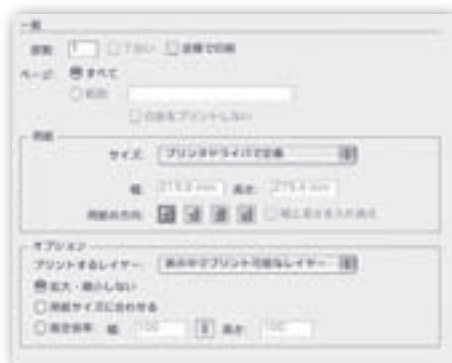 一般
部数: 1 丁合い 逆順で印刷
ページ: すべて
範囲:
白紙をプリントしない
用紙
サイズ: プリンタドライバで定義
幅: 215.9 mm 高さ: 279.4 mm
用紙の方向:
オプション
プリントするレイヤー: 表示中でプリント可能なレイヤー
拡大・縮小しない
用紙サイズに合わせる
幅: 100 高さ: 100